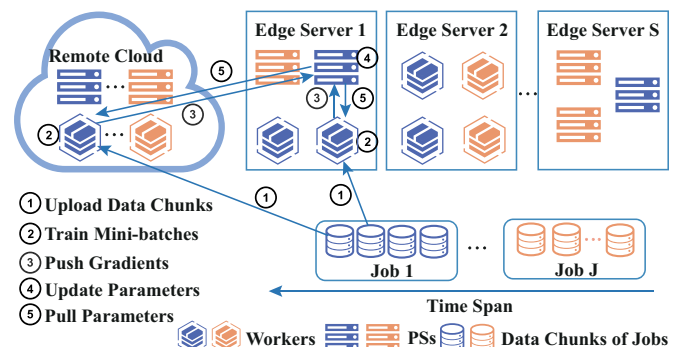 Remote Cloud
Edge Server 1
Edge Server 2
Edge Server S
...
...
...
5
3
4
3
5
2
2
1
1
1 Upload Data Chunks
2 Train Mini-batches
3 Push Gradients
4 Update Parameters
5 Pull Parameters
Job 1
...
...
Job J
Time Span
Workers
PSs
Data Chunks of Jobs